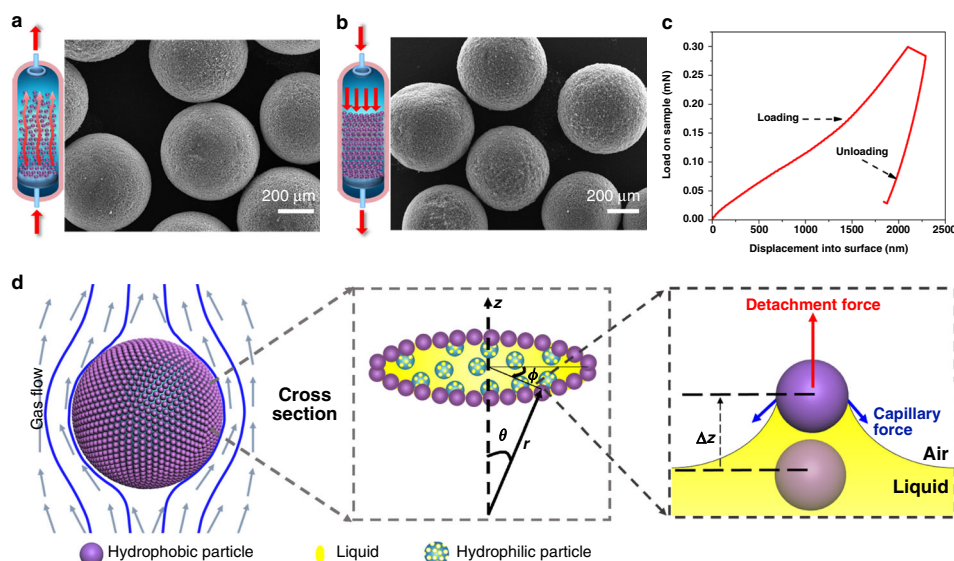 a
200 μm
b
200 μm
c
Load on sample (mN)
0.30
0.25
0.20
0.15
0.10
0.05
0.00
Loading
Unloading
0 500 1000 1500 2000 2500
Displacement into surface (nm)
d
Gas flow
Cross
section
z
ϕ
θ
r
Detachment force
Capillary
force
Δz
Air
Liquid
Hydrophobic particle
Liquid
Hydrophilic particle